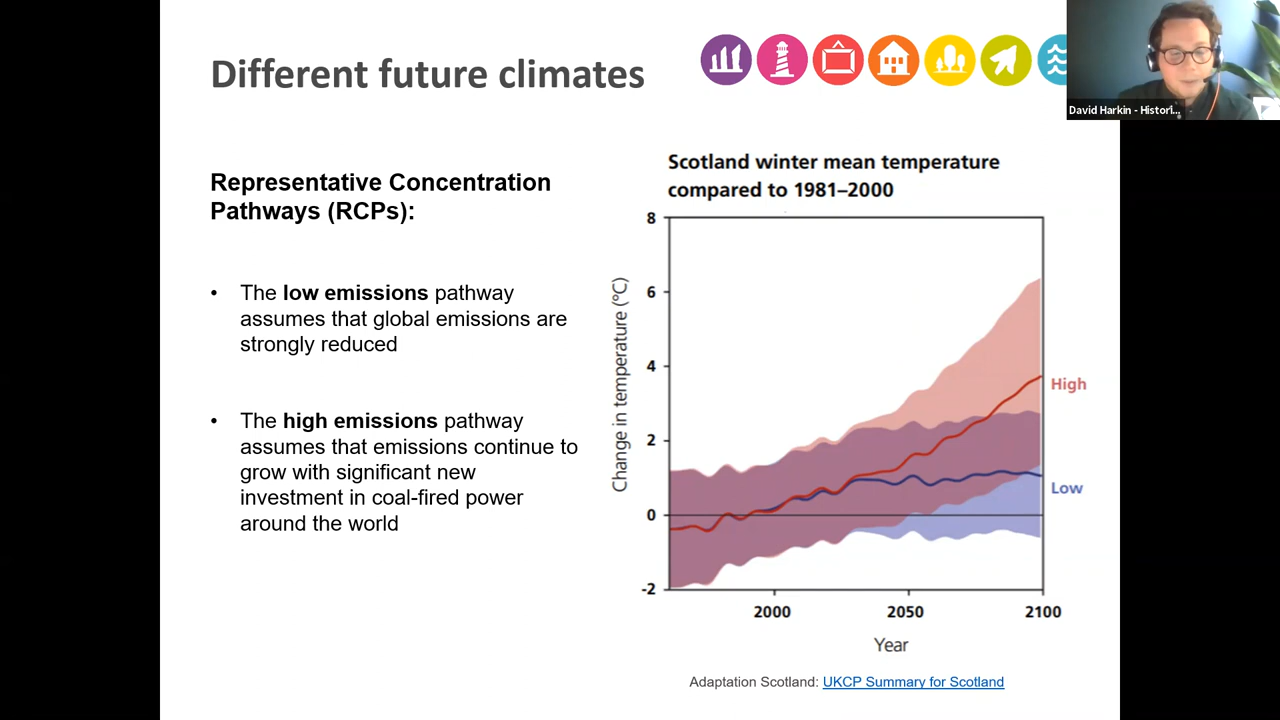 Different future climates
David Harkin - Histori...
Representative Concentration
Pathways (RCPs):
• The low emissions pathway
assumes that global emissions are
strongly reduced
• The high emissions pathway
assumes that emissions continue to
grow with significant new
investment in coal-fired power
around the world
Scotland winter mean temperature
compared to 1981–2000
Change in temperature (°C)
8
6
4
2
0
-2
High
Low
2000 2050 2100
Year
Adaptation Scotland: UKCP Summary for Scotland